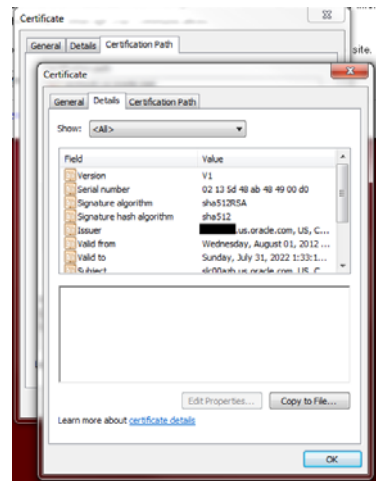 Certificate
General Details Certification Path
site.
Certificate
General Details Certification Path
Show: <All>
Field Value
Version V1
Serial number 02 13 5d 48 ab 48 49 00 d0
Signature algorithm sha512RSA
Signature hash algorithm sha512
Issuer .us.oracle.com, US, C...
Valid from Wednesday, August 01, 2012 ...
Valid to Sunday, July 31, 2022 1:33:1...
Subject us.oracle.com, US, C...
Edit Properties... Copy to File...
Learn more about certificate details
OK